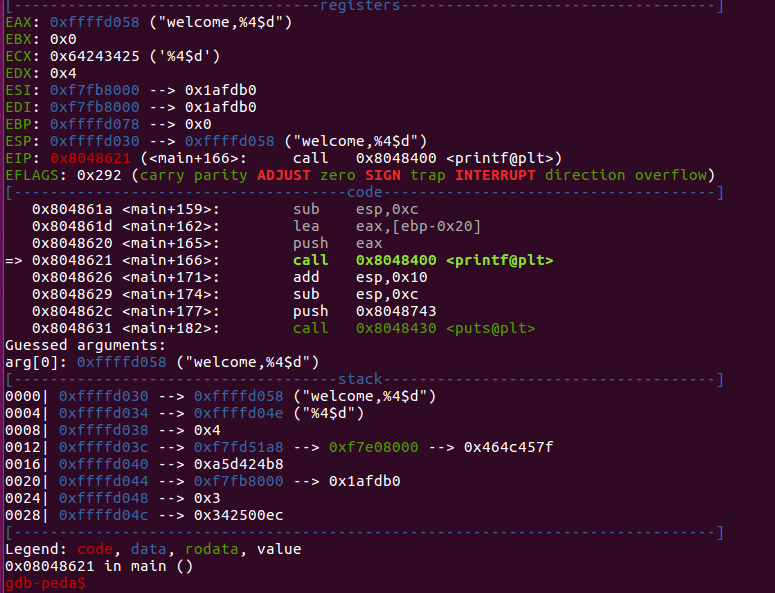 [----------------------------------registers-----------------------------------]
EAX: 0xffffd058 ("welcome,%4$d")
EBX: 0x0
ECX: 0x64243425 ('%4$d')
EDX: 0x4
ESI: 0xf7fb8000 --> 0x1afdb0
EDI: 0xf7fb8000 --> 0x1afdb0
EBP: 0xffffd078 --> 0x0
ESP: 0xffffd030 --> 0xffffd058 ("welcome,%4$d")
EIP: 0x8048621 (<main+166>:     call   0x8048400 <printf@plt>)
EFLAGS: 0x292 (carry parity ADJUST zero SIGN trap INTERRUPT direction overflow)
[-------------------------------------code-------------------------------------]
   0x804861a <main+159>:        sub    esp,0xc
   0x804861d <main+162>:        lea    eax,[ebp-0x20]
   0x8048620 <main+165>:        push   eax
=> 0x8048621 <main+166>:        call   0x8048400 <printf@plt>
   0x8048626 <main+171>:        add    esp,0x10
   0x8048629 <main+174>:        sub    esp,0xc
   0x804862c <main+177>:        push   0x8048743
   0x8048631 <main+182>:        call   0x8048430 <puts@plt>
Guessed arguments:
arg[0]: 0xffffd058 ("welcome,%4$d")
[------------------------------------stack-------------------------------------]
0000| 0xffffd030 --> 0xffffd058 ("welcome,%4$d")
0004| 0xffffd034 --> 0xffffd04e ("%4$d")
0008| 0xffffd038 --> 0x4
0012| 0xffffd03c --> 0xf7fd51a8 --> 0xf7e08000 --> 0x464c457f
0016| 0xffffd040 --> 0xa5d424b8
0020| 0xffffd044 --> 0xf7fb8000 --> 0x1afdb0
0024| 0xffffd048 --> 0x3
0028| 0xffffd04c --> 0x342500ec
[------------------------------------------------------------------------------]
Legend: code, data, rodata, value
0x08048621 in main ()
gdb-peda$